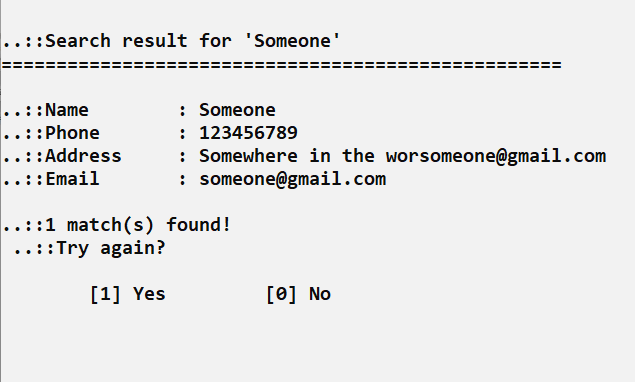 ..::Search result for 'Someone'
===================================================
..::Name        : Someone
..::Phone       : 123456789
..::Address     : Somewhere in the worsomeone@gmail.com
..::Email       : someone@gmail.com
..::1 match(s) found!
..::Try again?
[1] Yes         [0] No